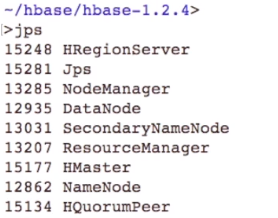 ~/hbase/hbase-1.2.4>
>jps
15248 HRegionServer
15281 Jps
13285 NodeManager
12935 DataNode
13031 SecondaryNameNode
13207 ResourceManager
15177 HMaster
12862 NameNode
15134 HQuorumPeer